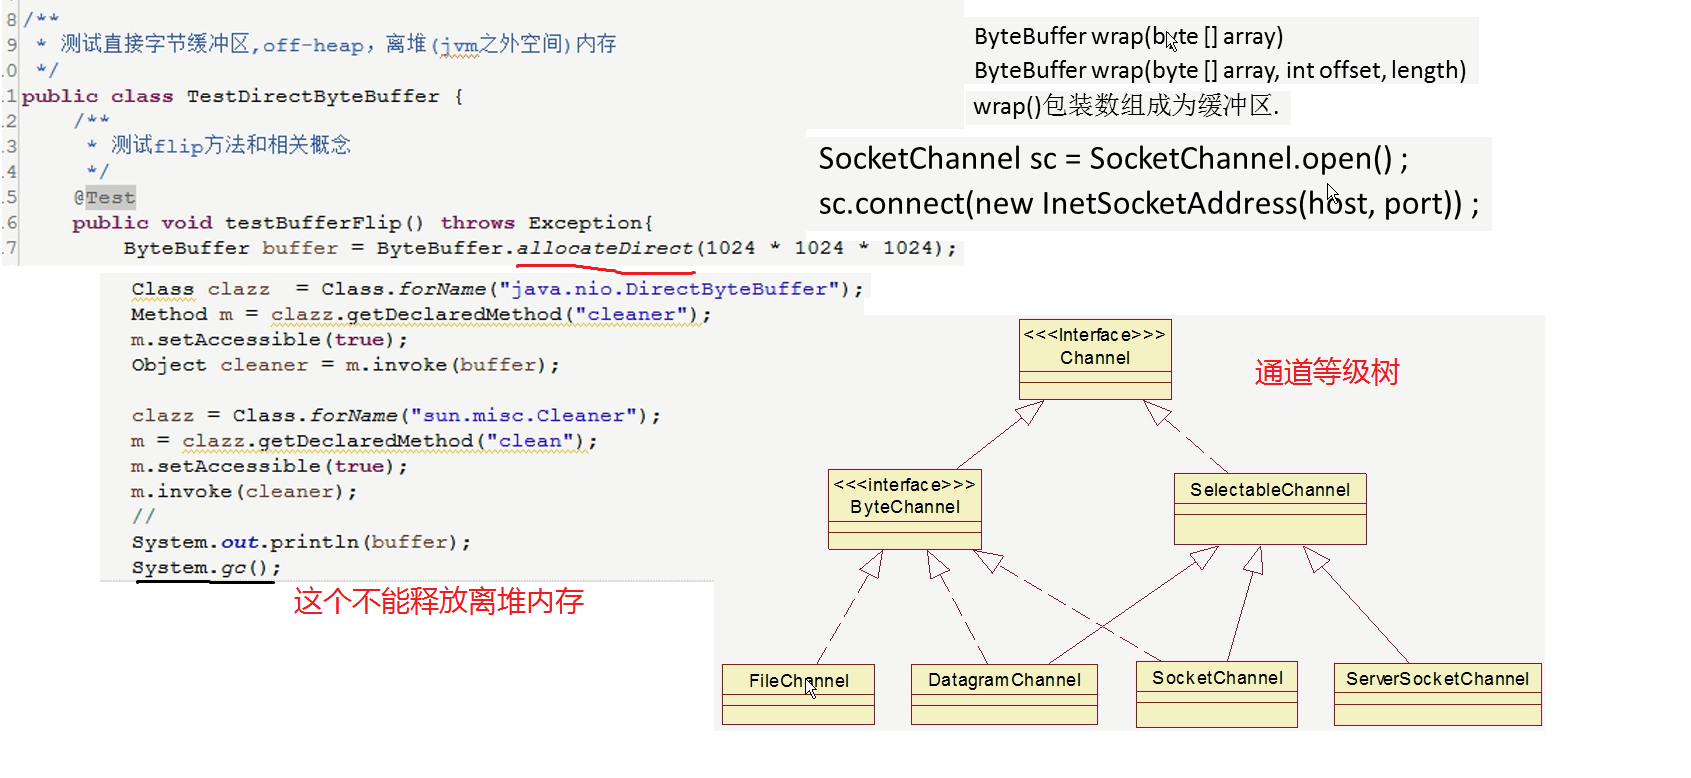 8 /**
9  * 测试直接字节缓冲区,off-heap，离堆(jvm之外空间)内存
0  */
1 public class TestDirectByteBuffer {
2 /**
3  * 测试flip方法和相关概念
4  */
5 @Test
6 public void testBufferFlip() throws Exception{
7 ByteBuffer buffer = ByteBuffer.allocateDirect(1024 * 1024 * 1024);
Class clazz  = Class.forName("java.nio.DirectByteBuffer");
Method m = clazz.getDeclaredMethod("cleaner");
m.setAccessible(true);
Object cleaner = m.invoke(buffer);
clazz = Class.forName("sun.misc.Cleaner");
m = clazz.getDeclaredMethod("clean");
m.setAccessible(true);
m.invoke(cleaner);
//
System.out.println(buffer);
System.gc();
这个不能释放离堆内存
ByteBuffer wrap(byte [] array)
ByteBuffer wrap(byte [] array, int offset, length)
wrap()包装数组成为缓冲区.
SocketChannel sc = SocketChannel.open() ;
sc.connect(new InetSocketAddress(host, port)) ;
通道等级树
<<<Interface>>>
Channel
<<<interface>>>
ByteChannel
SelectableChannel
FileChannel
DatagramChannel
SocketChannel
ServerSocketChannel